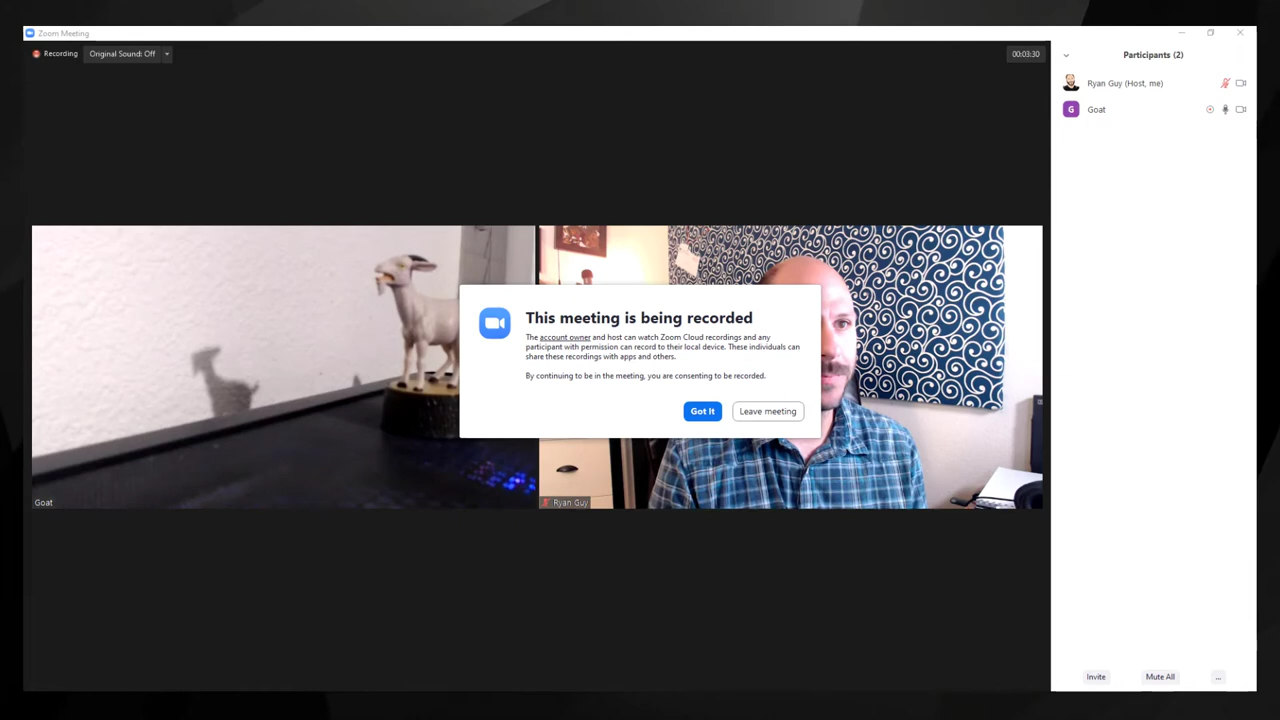 Zoom Meeting
Recording
Original Sound: Off
00:03:30
Participants (2)
Ryan Guy (Host, me)
G
Goat
This meeting is being recorded
The account owner and host can watch Zoom Cloud recordings and any
participant with permission can record to their local device. These individuals can
share these recordings with apps and others.
By continuing to be in the meeting, you are consenting to be recorded.
Got It
Leave meeting
Goat
Ryan Guy
Invite
Mute All
...